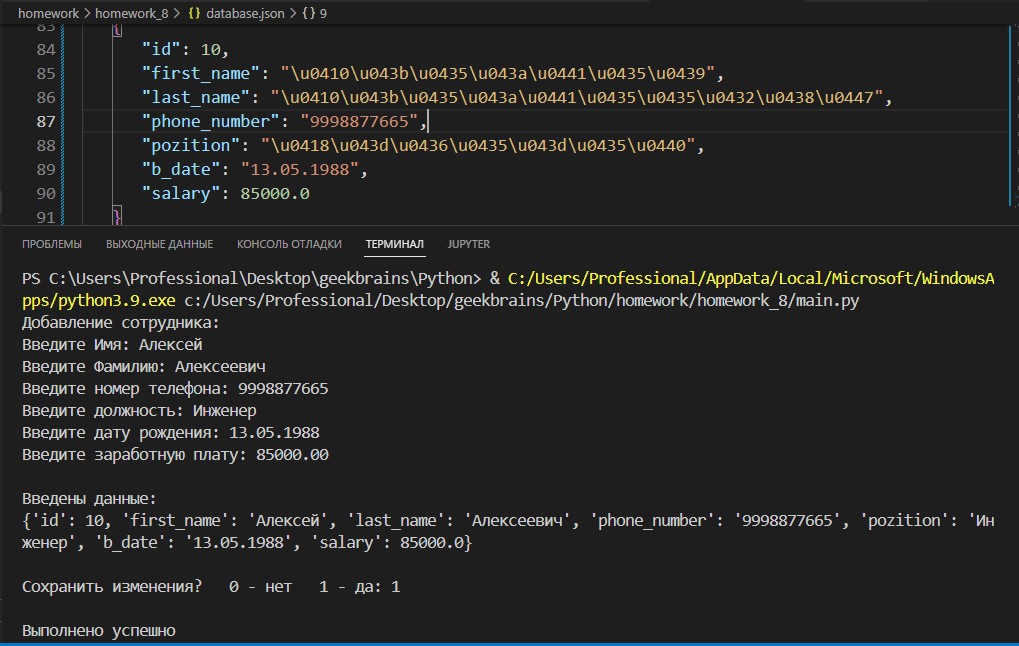 homework > homework_8 > {} database.json > {} 9
83 {
84 "id": 10,
85 "first_name": "\u0410\u043b\u0435\u043a\u0441\u0435\u0439",
86 "last_name": "\u0410\u043b\u0435\u043a\u0441\u0435\u0435\u0432\u0438\u0447",
87 "phone_number": "9998877665",
88 "pozition": "\u0418\u043d\u0436\u0435\u043d\u0435\u0440",
89 "b_date": "13.05.1988",
90 "salary": 85000.0
91 }
ПРОБЛЕМЫ ВЫХОДНЫЕ ДАННЫЕ КОНСОЛЬ ОТЛАДКИ ТЕРМИНАЛ JUPYTER
PS C:\Users\Professional\Desktop\geekbrains\Python> & C:/Users/Professional/AppData/Local/Microsoft/WindowsA
pps/python3.9.exe c:/Users/Professional/Desktop/geekbrains/Python/homework/homework_8/main.py
Добавление сотрудника:
Введите Имя: Алексей
Введите Фамилию: Алексеевич
Введите номер телефона: 9998877665
Введите должность: Инженер
Введите дату рождения: 13.05.1988
Введите заработную плату: 85000.00
Введены данные:
{'id': 10, 'first_name': 'Алексей', 'last_name': 'Алексеевич', 'phone_number': '9998877665', 'pozition': 'Ин
женер', 'b_date': '13.05.1988', 'salary': 85000.0}
Сохранить изменения? 0 - нет 1 - да: 1
Выполнено успешно